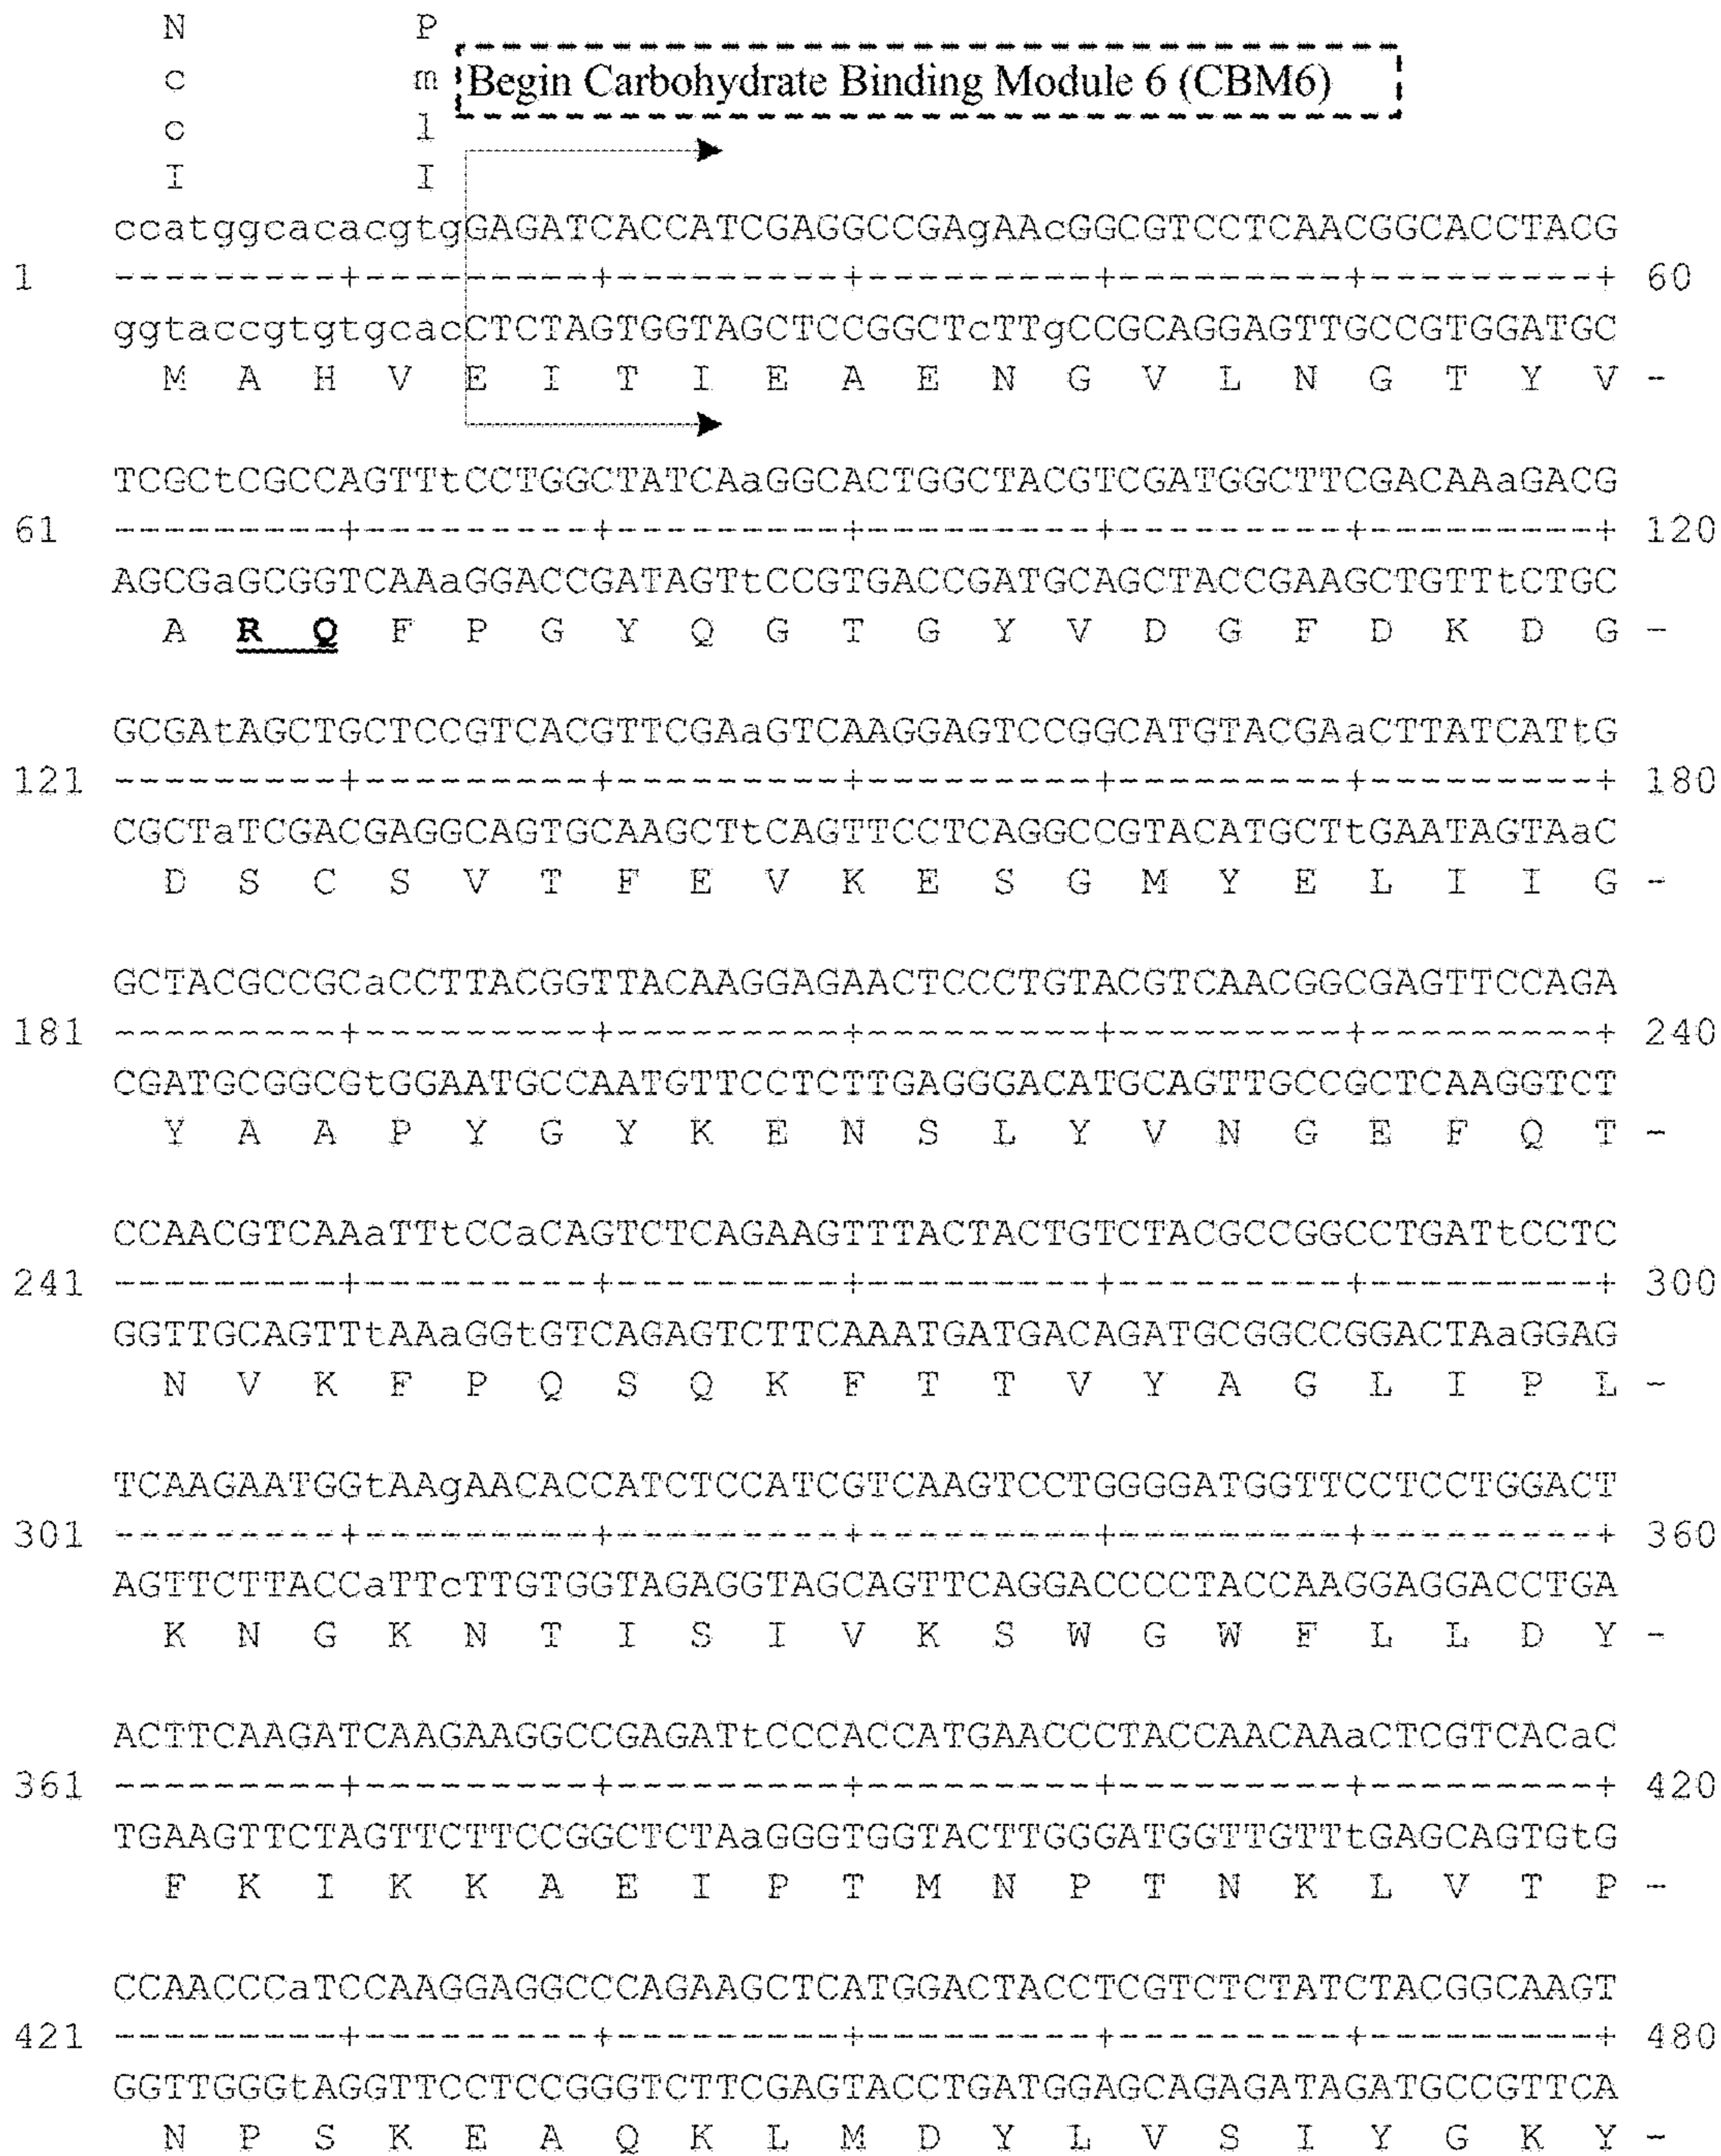 N P
c m Begin Carbohydrate Binding Module 6 (CBM6)
o l
I I
ccatggcacacgtgGAGATCACCATCGAGGCCGAgAAcGGCGTCCTCAACGGCACCTACG
1 ---------+---------+---------+---------+---------+---------+ 60
ggtaccgtgtgcacCTCTAGTGGTAGCTCCGGCTcTTgCCGCAGGAGTTGCCGTGGATGC
M A H V E I T I E A E N G V L N G T Y V -
TCGCtCGCCAGTTtCCTGGCTATCAaGGCACTGGCTACGTCGATGGCTTCGACAAaGACG
61 ---------+---------+---------+---------+---------+---------+ 120
AGCGaGCGGTCAAaGGACCGATAGTtCCGTGACCGATGCAGCTACCGAAGCTGTTtCTGC
A R Q F P G Y Q G T G Y V D G F D K D G -
GCGAtAGCTGCTCCGTCACGTTCGAaGTCAAGGAGTCCGGCATGTACGAaCTTATCATtG
121 ---------+---------+---------+---------+---------+---------+ 180
CGCTaTCGACGAGGCAGTGCAAGCTtCAGTTCCTCAGGCCGTACATGCTtGAATAGTAaC
D S C S V T F E V K E S G M Y E L I I G -
GCTACGCCGCaCCTTACGGTTACAAGGAGAACTCCCTGTACGTCAACGGCGAGTTCCAGA
181 ---------+---------+---------+---------+---------+---------+ 240
CGATGCGGCGtGGAATGCCAATGTTCCTCTTGAGGGACATGCAGTTGCCGCTCAAGGTCT
Y A A P Y G Y K E N S L Y V N G E F Q T -
CCAACGTCAAaTTtCCaCAGTCTCAGAAGTTTACTACTGTCTACGCCGGCCTGATtCCTC
241 ---------+---------+---------+---------+---------+---------+ 300
GGTTGCAGTTtAAaGGtGTCAGAGTCTTCAAATGATGACAGATGCGGCCGGACTAaGGAG
N V K F P Q S Q K F T T V Y A G L I P L -
TCAAGAATGGtAAgAACACCATCTCCATCGTCAAGTCCTGGGGATGGTTCCTCCTGGACT
301 ---------+---------+---------+---------+---------+---------+ 360
AGTTCTTACCaTTcTTGTGGTAGAGGTAGCAGTTCAGGACCCCTACCAAGGAGGACCTGA
K N G K N T I S I V K S W G W F L L D Y -
ACTTCAAGATCAAGAAGGCCGAGATtCCCACCATGAACCCTACCAACAAaCTCGTCACaC
361 ---------+---------+---------+---------+---------+---------+ 420
TGAAGTTCTAGTTCTTCCGGCTCTAaGGGTGGTACTTGGGATGGTTGTTtGAGCAGTGtG
F K I K K A E I P T M N P T N K L V T P -
CCAACCCaTCCAAGGAGGCCCAGAAGCTCATGGACTACCTCGTCTCTATCTACGGCAAGT
421 ---------+---------+---------+---------+---------+---------+ 480
GGTTGGGtAGGTTCCTCCGGGTCTTCGAGTACCTGATGGAGCAGAGATAGATGCCGTTCA
N P S K E A Q K L M D Y L V S I Y G K Y -